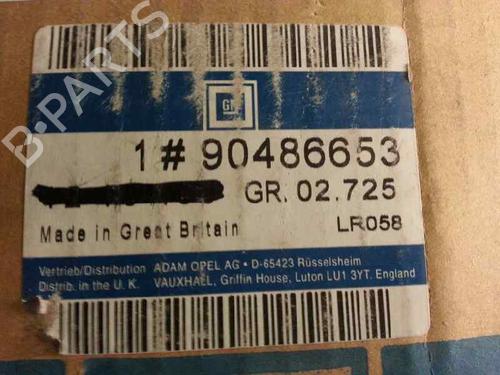 B-PARTS
GM
1 # 90486653
GR. 02.725
Made in Great Britain
LR058
Vertrieb/Distribution ADAM OPEL AG • D-65423 Rüsselsheim
Distrib. in the U. K. VAUXHALL, Griffin House, Luton LU1 3YT. England